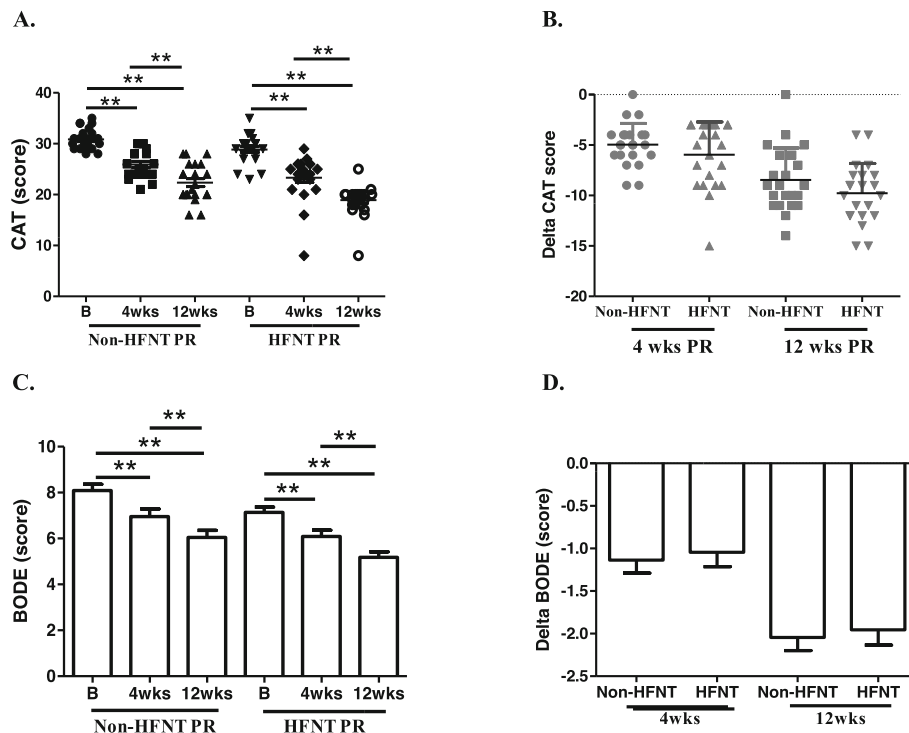 A.
CAT (score)
40
30
20
10
0
**
**
**
**
**
**
B
4wks
12wks
B
4wks
12wks
Non-HFNT PR
HFNT PR
B.
Delta CAT score
0
-5
-10
-15
-20
Non-HFNT
HFNT
Non-HFNT
HFNT
4 wks PR
12 wks PR
C.
BODE (score)
10
8
6
4
2
0
**
**
**
**
**
**
B
4wks
12wks
B
4wks
12wks
Non-HFNT PR
HFNT PR
D.
Delta BODE (score)
0.0
-0.5
-1.0
-1.5
-2.0
-2.5
Non-HFNT
HFNT
Non-HFNT
HFNT
4wks
12wks